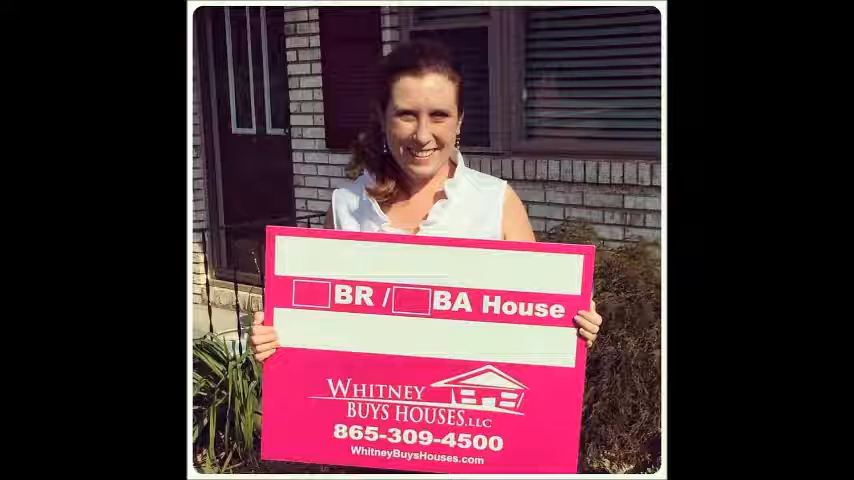 BR / BA House
WHITNEY
BUYS HOUSES, LLC
865-309-4500
WhitneyBuysHouses.com